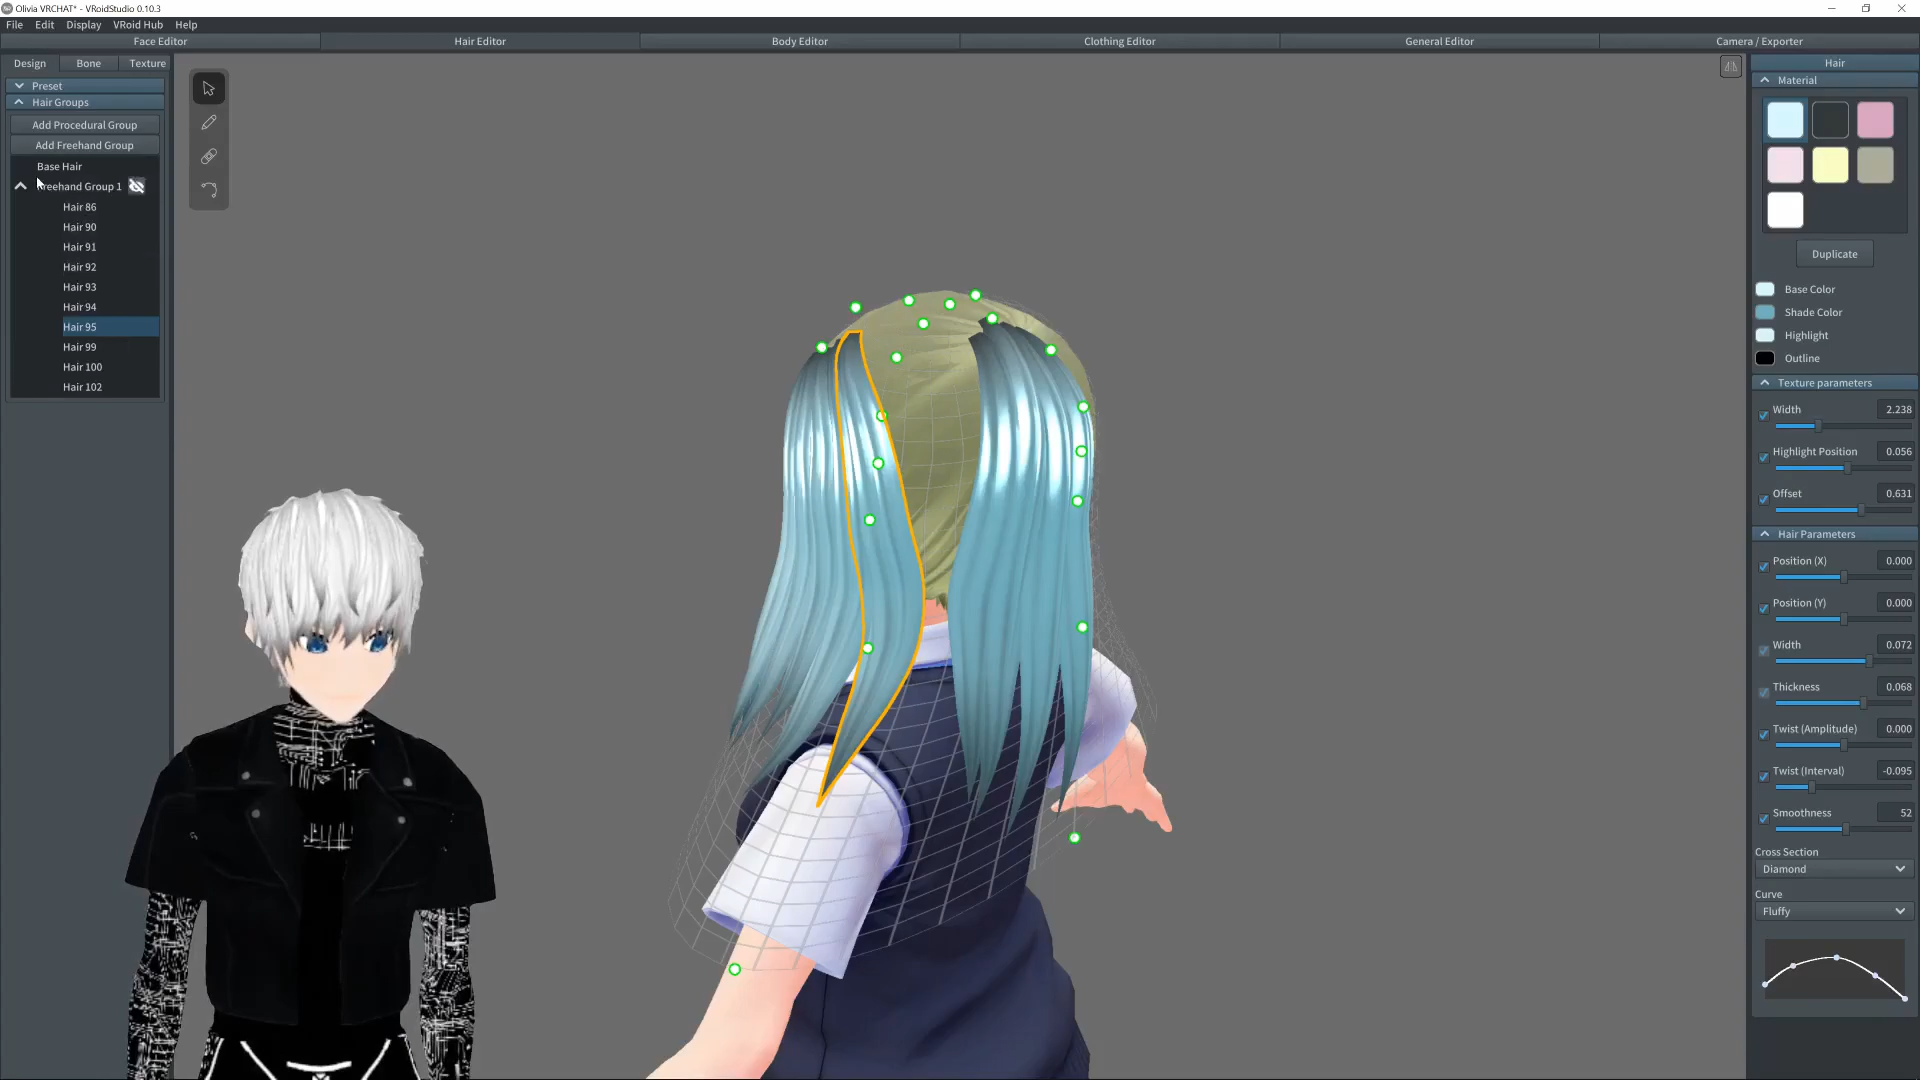 Olivia VRCHAT* - VRoidStudio 0.10.3
File Edit Display VRoid Hub Help
Face Editor Hair Editor Body Editor Clothing Editor General Editor Camera / Exporter
Design Bone Texture
Preset
Hair Groups
Add Procedural Group
Add Freehand Group
Base Hair
Freehand Group 1
Hair 86
Hair 90
Hair 91
Hair 92
Hair 93
Hair 94
Hair 95
Hair 99
Hair 100
Hair 102
Hair
Material
Duplicate
Base Color
Shade Color
Highlight
Outline
Texture parameters
Width 2.238
Highlight Position 0.056
Offset 0.631
Hair Parameters
Position (X) 0.000
Position (Y) 0.000
Width 0.072
Thickness 0.068
Twist (Amplitude) 0.000
Twist (Interval) -0.095
Smoothness 52
Cross Section
Diamond
Curve
Fluffy